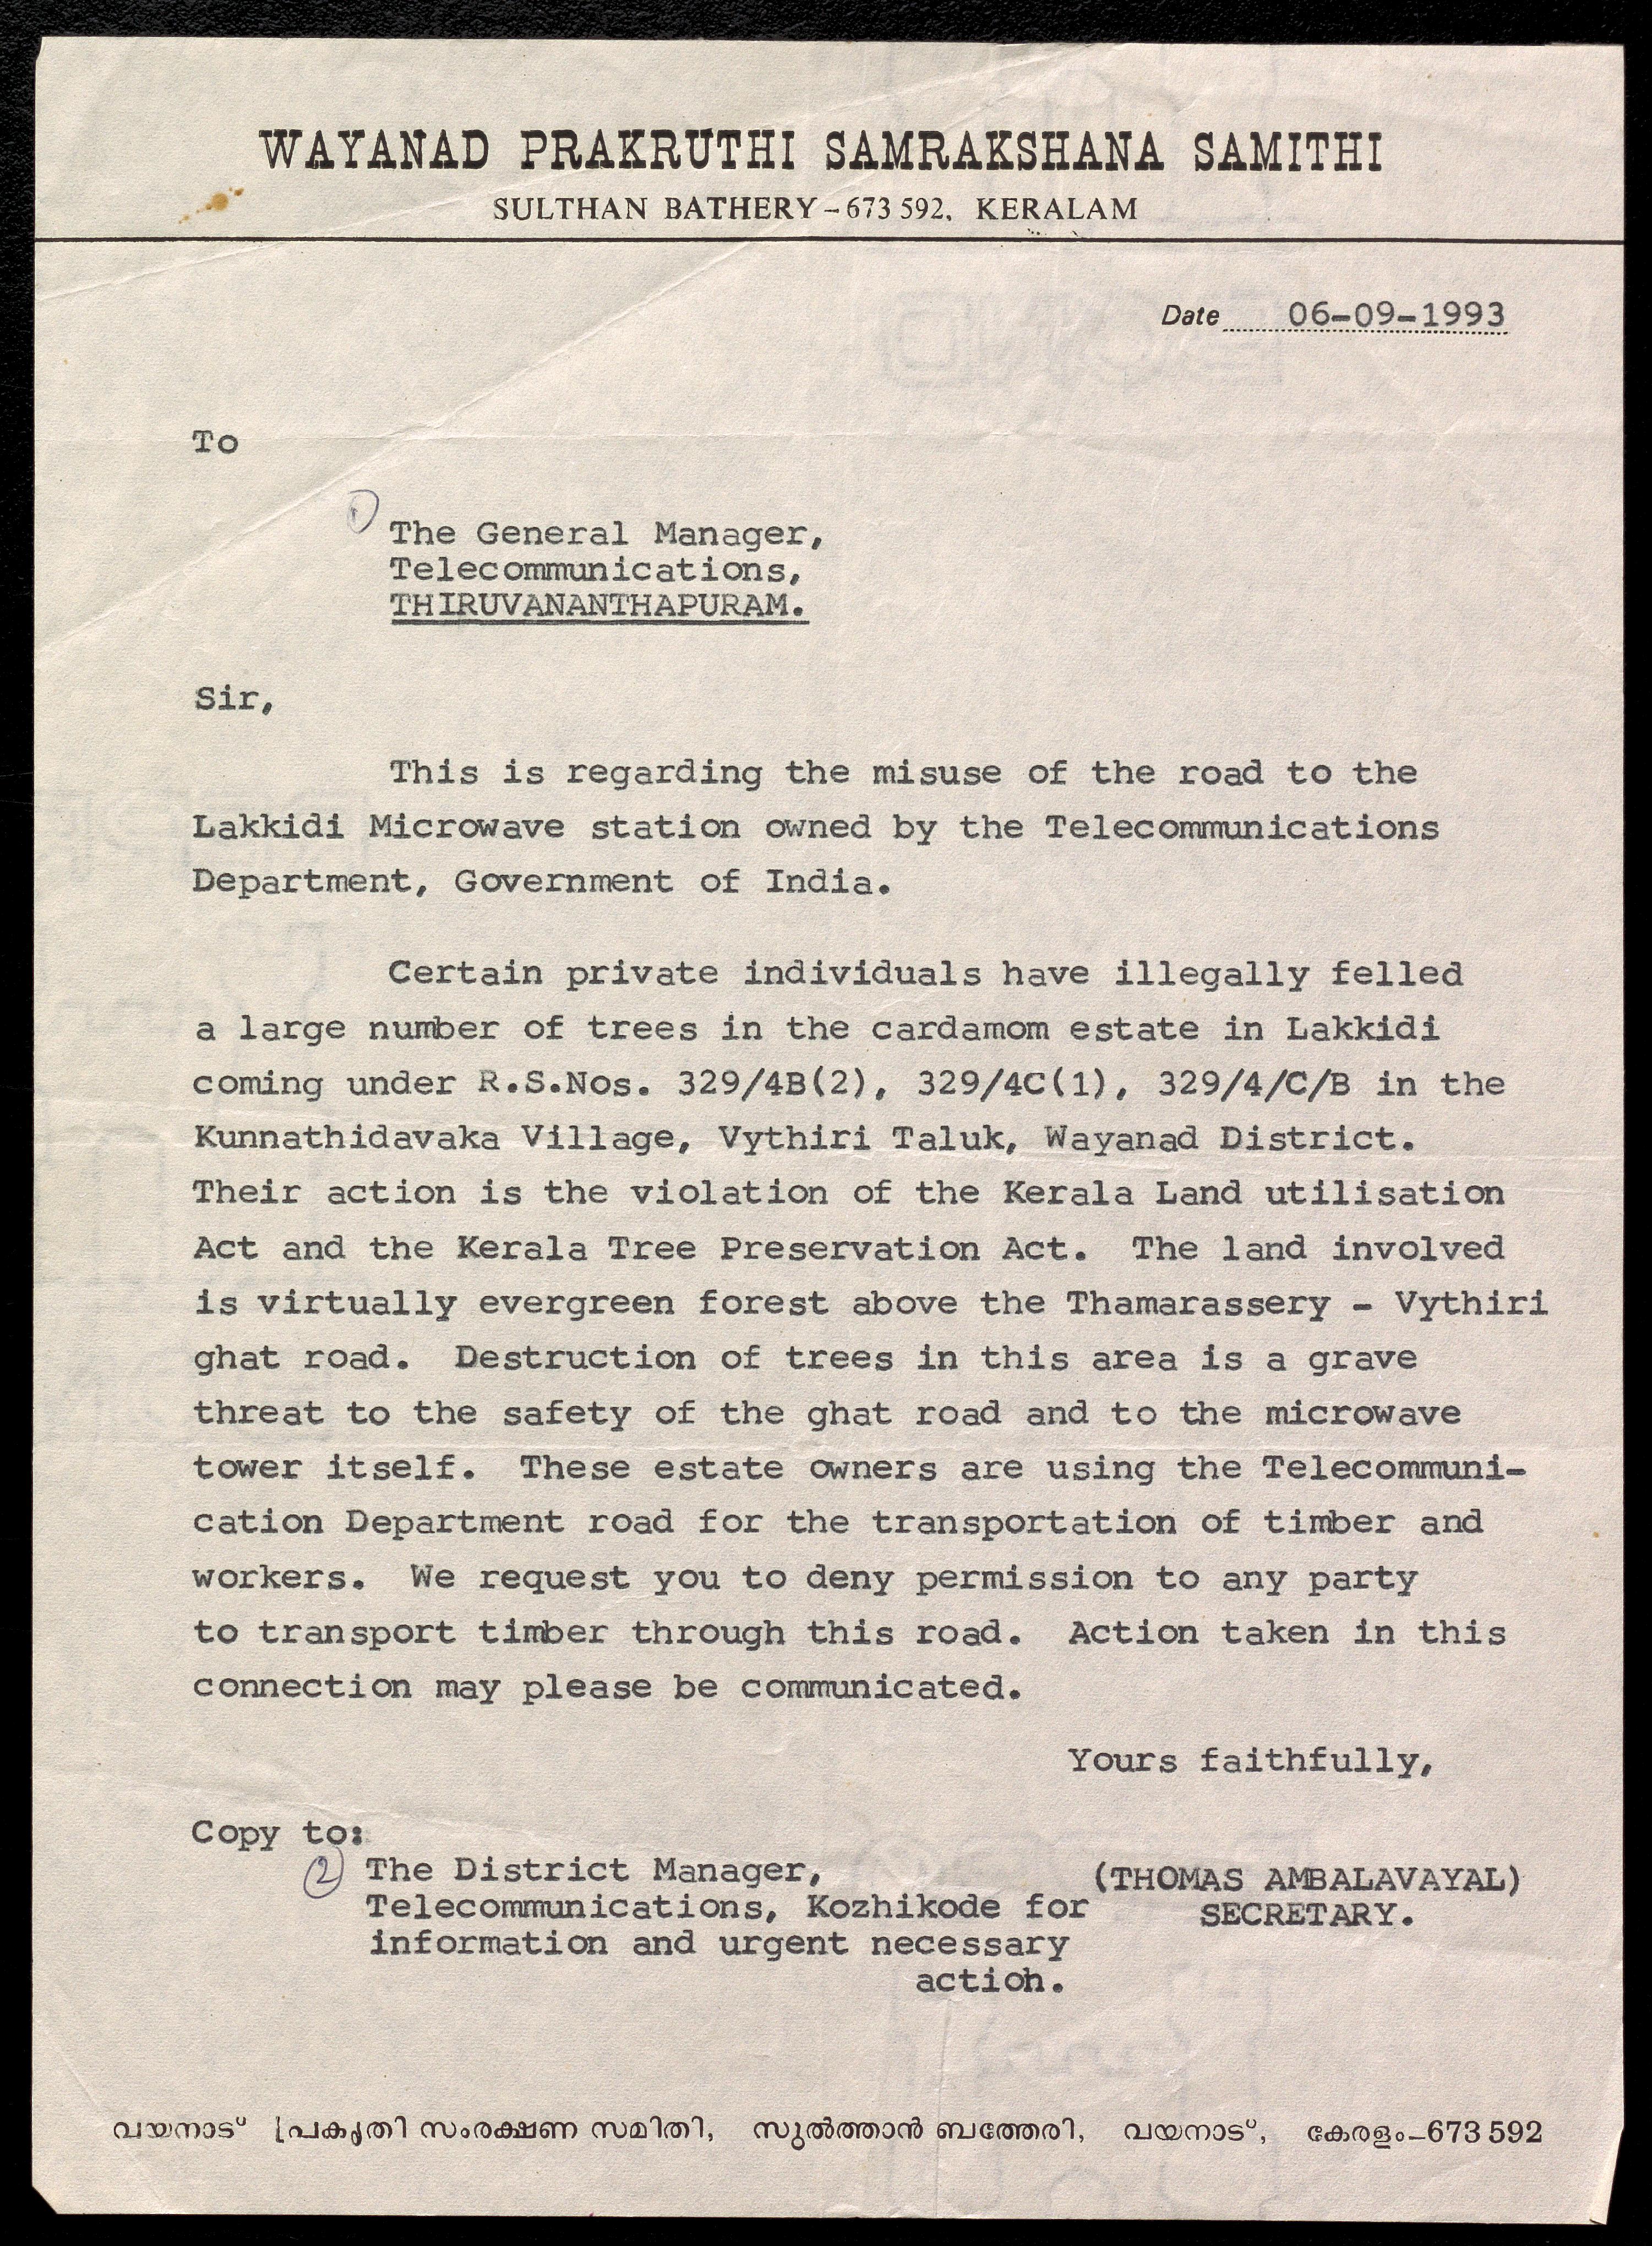 WAYANAD PRAKRUTHI SAMRAKSHANA SAMITHI
SULTHAN BATHERY-673 592, KERALAM
Date 06-09-1993
To
1
The General Manager,
Telecommunications,
THIRUVANANTHAPURAM.
Sir,
This is regarding the misuse of the road to the
Lakkidi Microwave station owned by the Telecommunications
Department, Government of India.
Certain private individuals have illegally felled
a large number of trees in the cardamom estate in Lakkidi
coming under R.S.Nos. 329/4B(2), 329/4C(1), 329/4/C/B in the
Kunnathidavaka Village, Vythiri Taluk, Wayanad District.
Their action is the violation of the Kerala Land utilisation
Act and the Kerala Tree Preservation Act. The land involved
is virtually evergreen forest above the Thamarassery - Vythiri
ghat road. Destruction of trees in this area is a grave
threat to the safety of the ghat road and to the microwave
tower itself. These estate owners are using the Telecommuni-
cation Department road for the transportation of timber and
workers. We request you to deny permission to any party
to transport timber through this road. Action taken in this
connection may please be communicated.
Yours faithfully,
Copy to:
2 The District Manager,
Telecommunications, Kozhikode for
information and urgent necessary
action.
(THOMAS AMBALAVAYAL)
SECRETARY.
വയനാട് പ്രകൃതി സംരക്ഷണ സമിതി, സുൽത്താൻ ബത്തേരി, വയനാട്, കേരളം-673 592